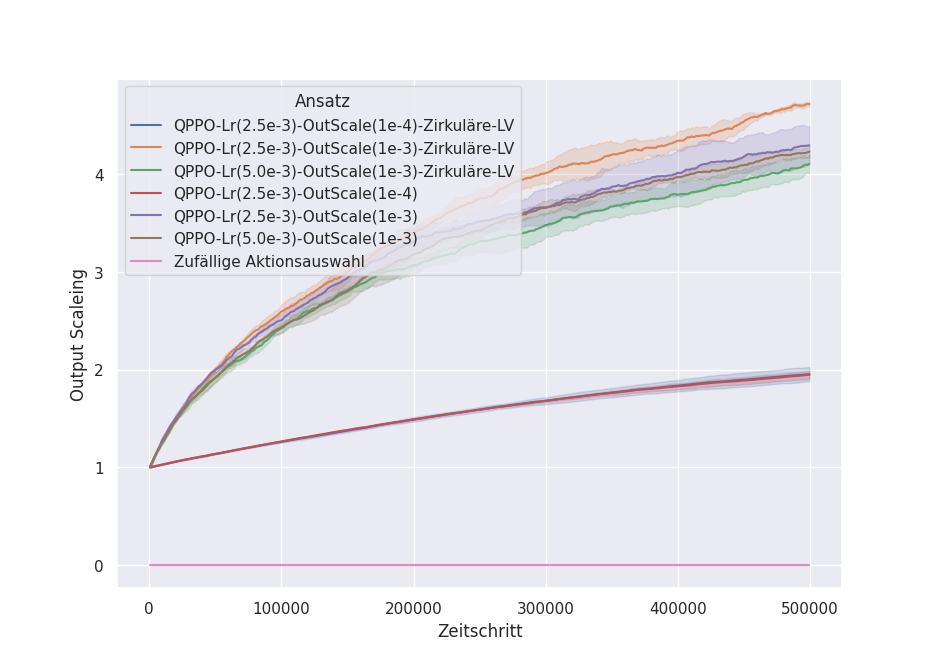 Ansatz
QPPO-Lr(2.5e-3)-OutScale(1e-4)-Zirkuläre-LV
QPPO-Lr(2.5e-3)-OutScale(1e-3)-Zirkuläre-LV
QPPO-Lr(5.0e-3)-OutScale(1e-3)-Zirkuläre-LV
QPPO-Lr(2.5e-3)-OutScale(1e-4)
QPPO-Lr(2.5e-3)-OutScale(1e-3)
QPPO-Lr(5.0e-3)-OutScale(1e-3)
Zufällige Aktionsauswahl
Output Scaleing
4
3
2
1
0
0 100000 200000 300000 400000 500000
Zeitschritt